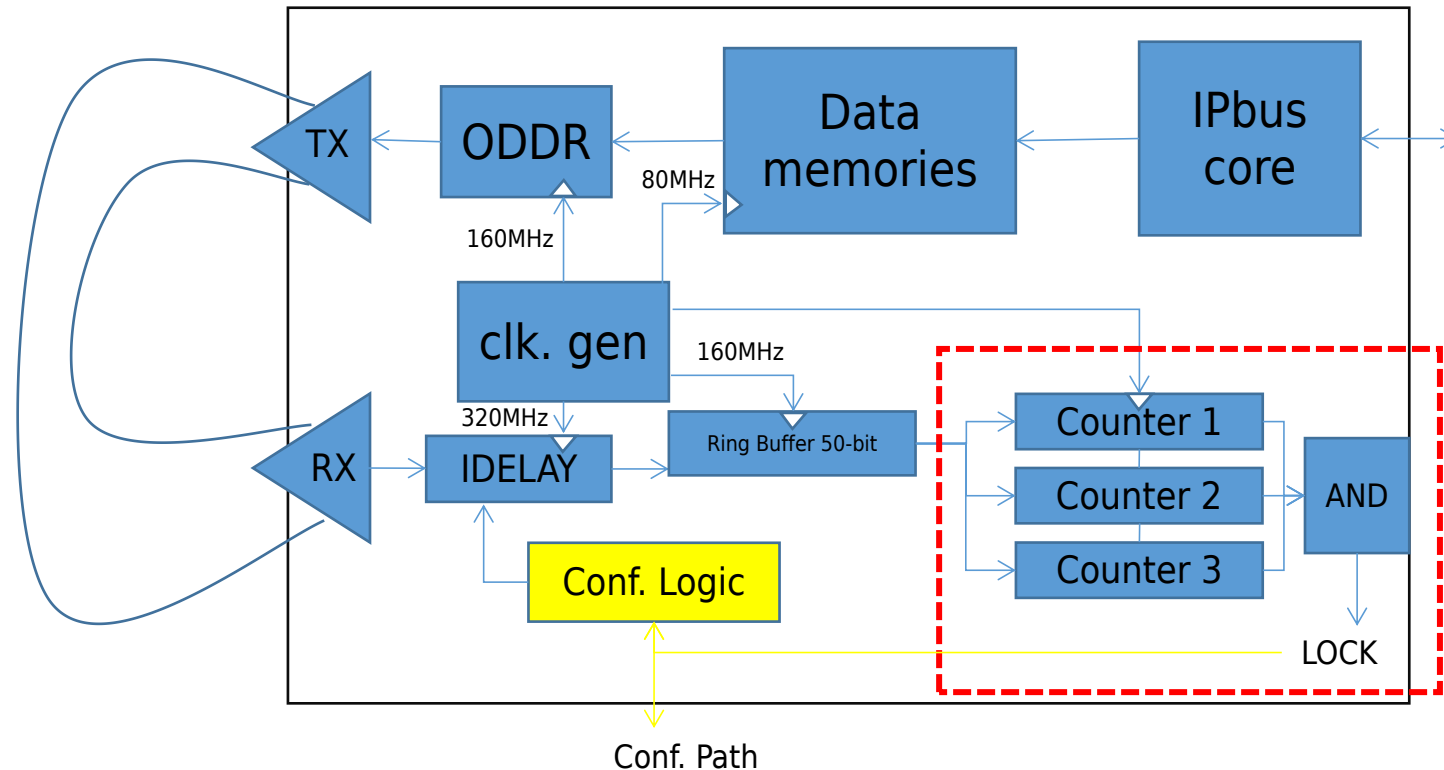 TX
ODDR
Data
memories
IPbus
core
80MHz
160MHz
clk. gen
160MHz
320MHz
RX
IDELAY
Ring Buffer 50-bit
Counter 1
Counter 2
Counter 3
AND
Conf. Logic
LOCK
Conf. Path